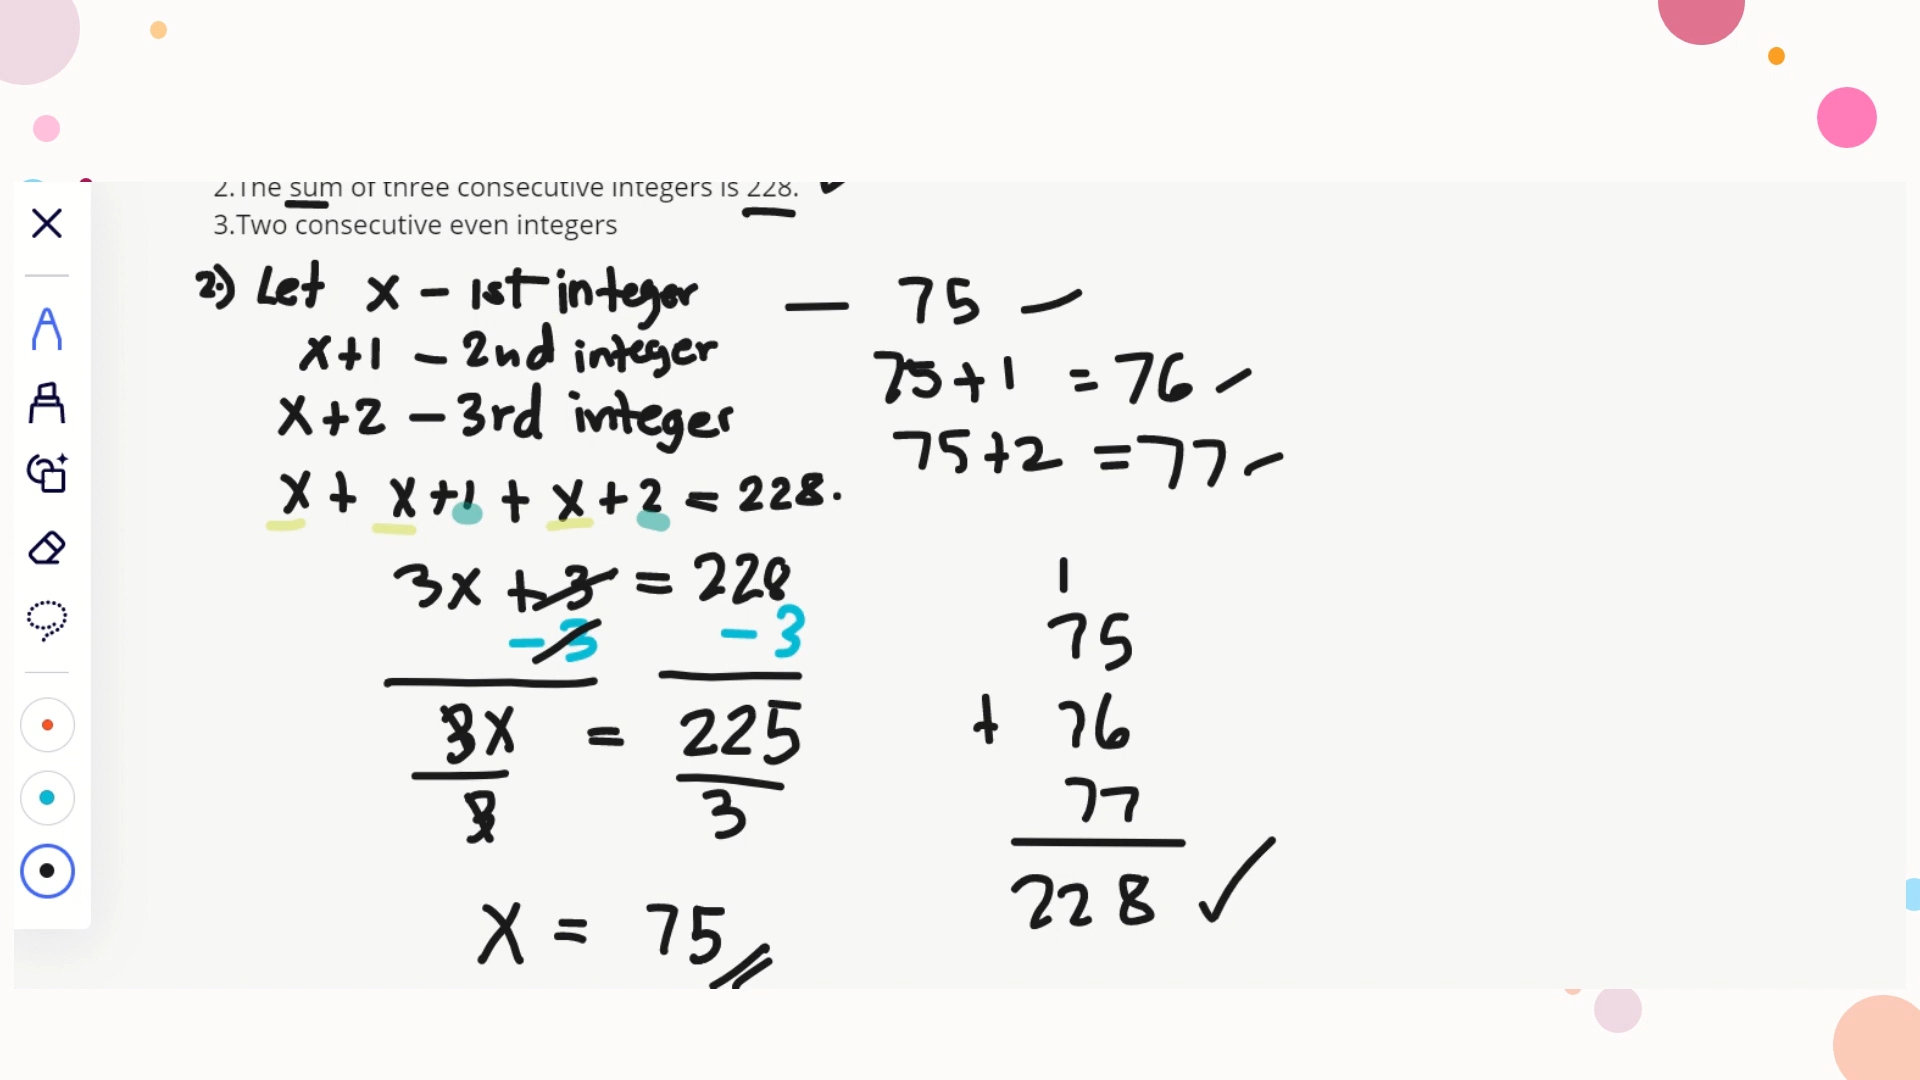 2.The sum of three consecutive integers is 228.
3.Two consecutive even integers
2.) Let x - 1st integer - 75
x+1 - 2nd integer 75+1 = 76
x+2 - 3rd integer 75+2 = 77
x + x+1 + x+2 = 228.
3x + 3 = 228
- 3 - 3
3x = 225
3 3
x = 75
1
75
+ 76
77
228 ✓